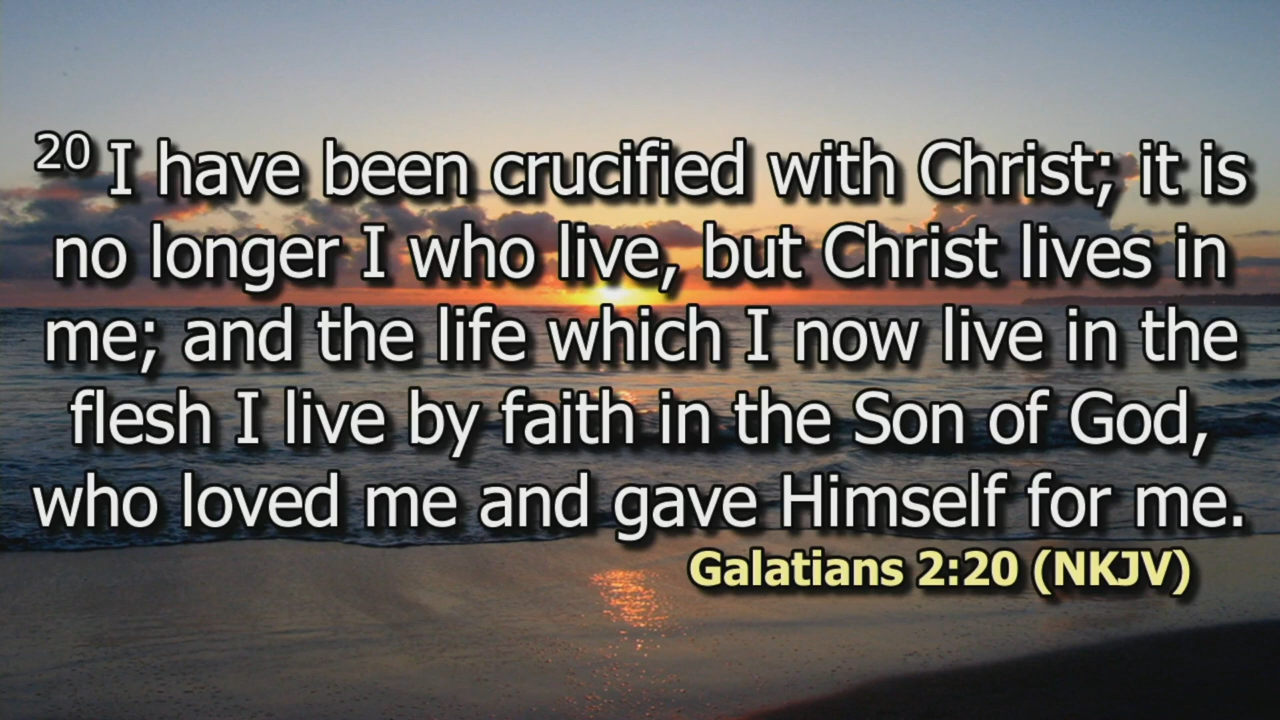 20 I have been crucified with Christ; it is
no longer I who live, but Christ lives in
me; and the life which I now live in the
flesh I live by faith in the Son of God,
who loved me and gave Himself for me.
Galatians 2:20 (NKJV)